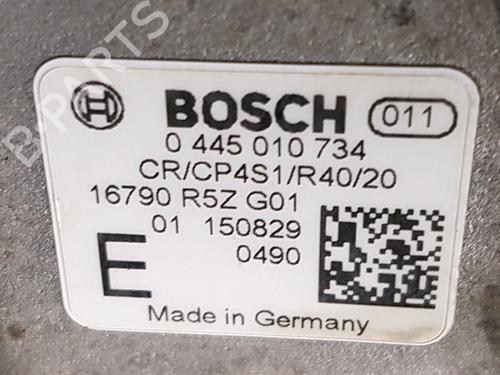 BOSCH 011
0 445 010 734
CR/CP4S1/R40/20
16790 R5Z G01
01 150829
E 0490
Made in Germany
B-PARTS